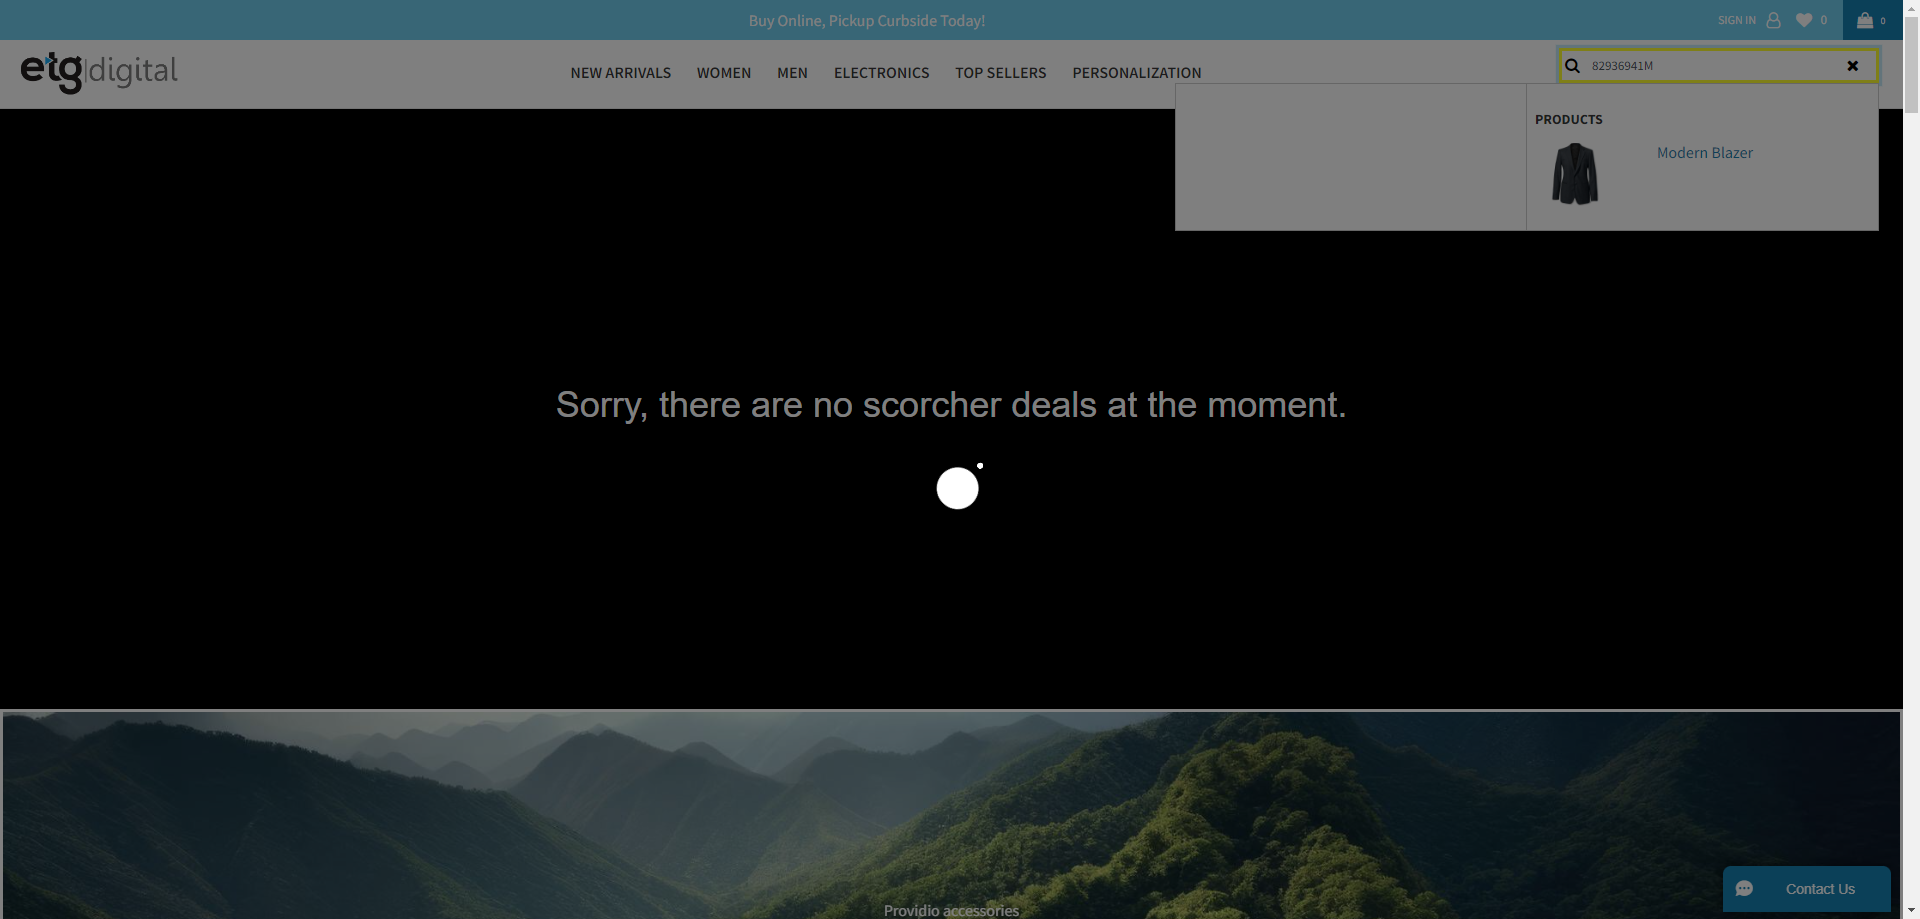 Buy Online, Pickup Curbside Today!
SIGN IN
0
0
etg|digital
NEW ARRIVALS
WOMEN
MEN
ELECTRONICS
TOP SELLERS
PERSONALIZATION
82936941M
PRODUCTS
Modern Blazer
Sorry, there are no scorcher deals at the moment.
Providio accessories
Contact Us